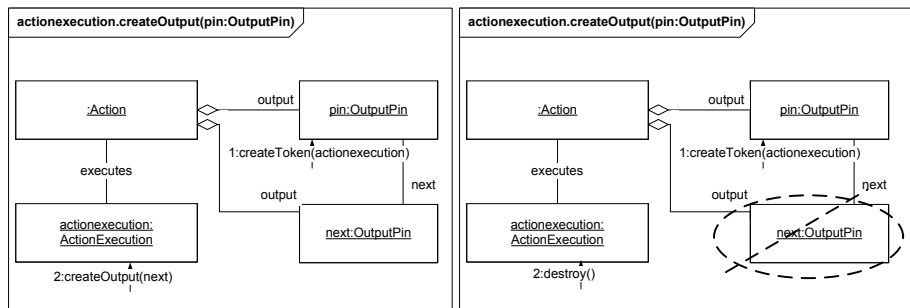 actionexecution.createOutput(pin:OutputPin)
:Action
output
pin:OutputPin
1:createToken(actionexecution)
executes
next
output
actionexecution:
ActionExecution
next:OutputPin
2:createOutput(next)
actionexecution.createOutput(pin:OutputPin)
:Action
output
pin:OutputPin
1:createToken(actionexecution)
executes
next
output
actionexecution:
ActionExecution
next:OutputPin
2:destroy()